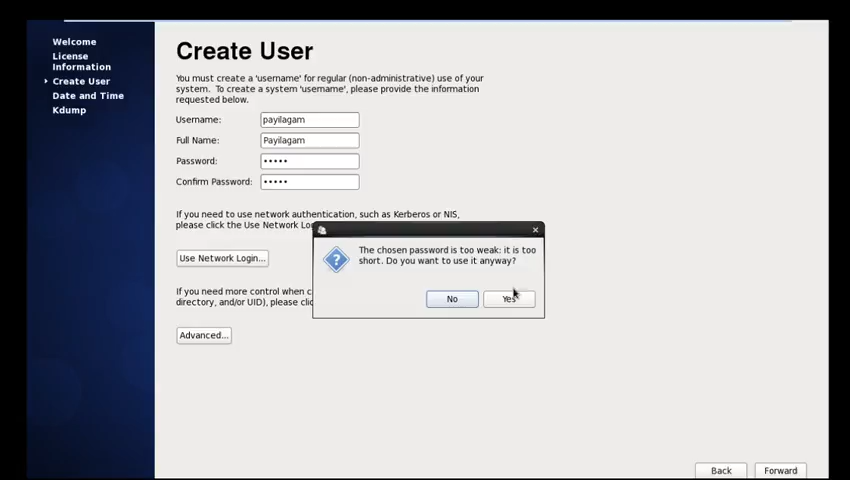 Welcome
License
Information
Create User
Date and Time
Kdump
Create User
You must create a 'username' for regular (non-administrative) use of your
system. To create a system 'username', please provide the information
requested below.
Username: payilagam
Full Name: Payilagam
Password: •••••
Confirm Password: •••••
If you need to use network authentication, such as Kerberos or NIS,
please click the Use Network
Use Network Login...
If you need more control when
directory, and/or UID), please
Advanced...
The chosen password is too weak: it is too
short. Do you want to use it anyway?
No Yes
Back Forward